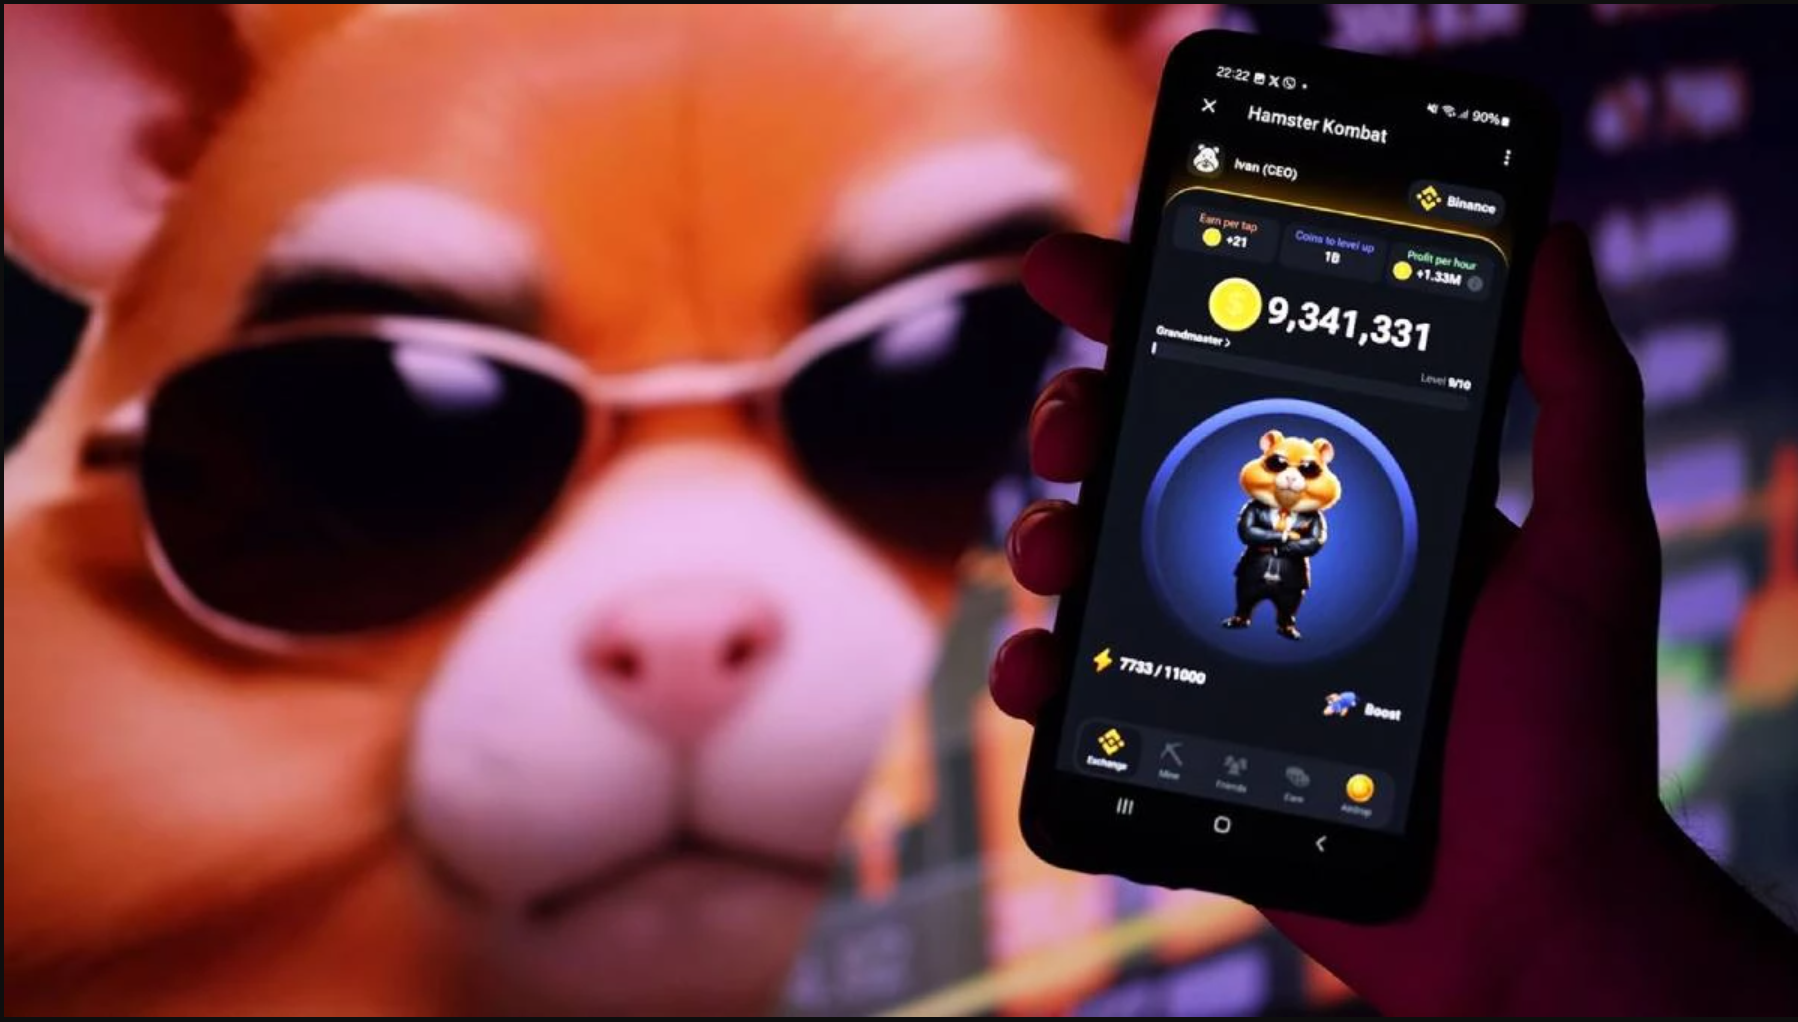 22:22
90%
Hamster Kombat
Ivan (CEO)
Binance
Earn per tap
+21
Coins to level up
1B
Profit per hour
+1.33M
9,341,331
Grandmaster >
Level 9/10
7733 / 11000
Boost
Exchange
Mine
Friends
Earn
Airdrop